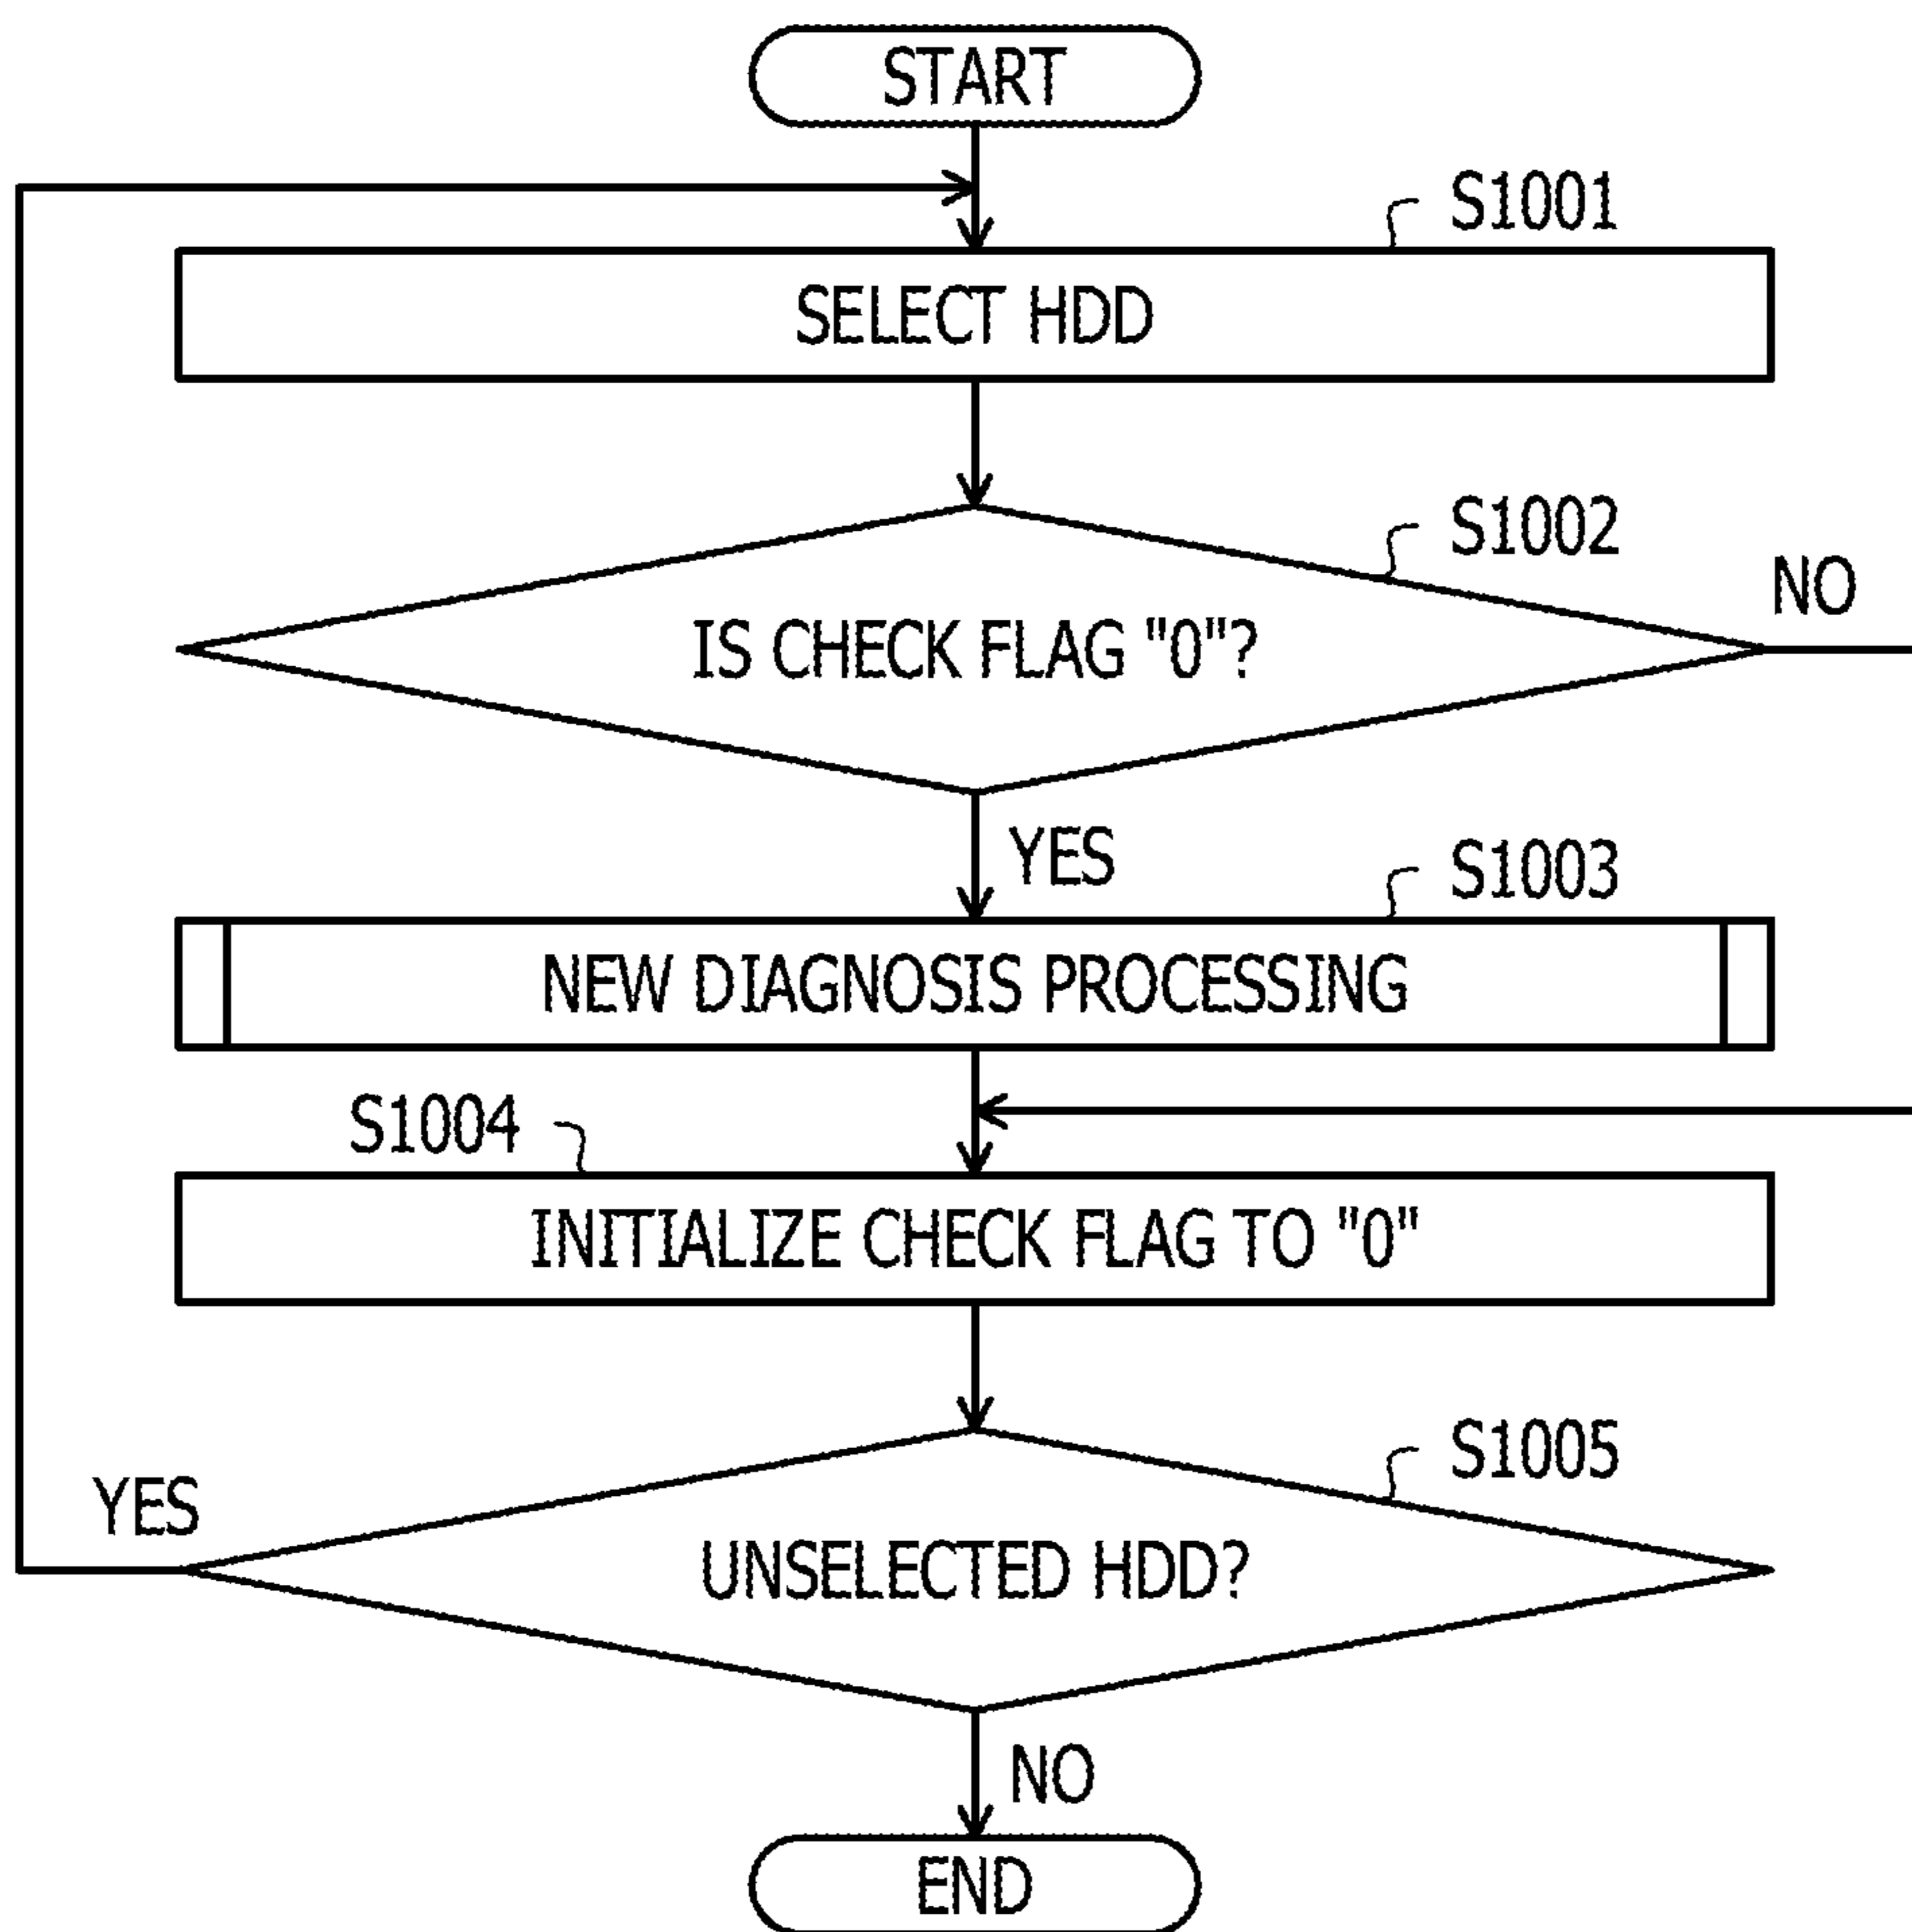 START
S1001
SELECT HDD
S1002
NO
IS CHECK FLAG "0"?
YES
S1003
NEW DIAGNOSIS PROCESSING
S1004
INITIALIZE CHECK FLAG TO "0"
S1005
YES
UNSELECTED HDD?
NO
END